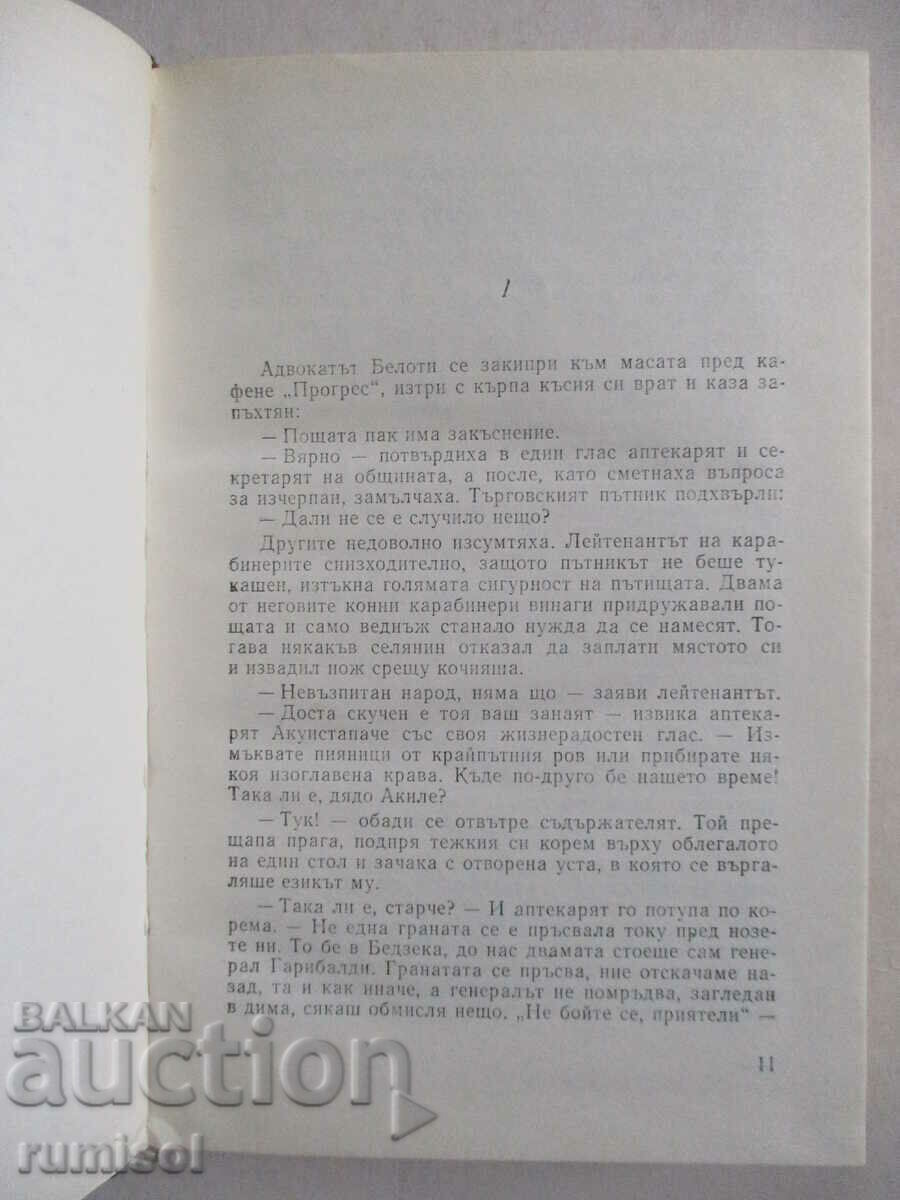 I
Адвокатът Белоти се закипри към масата пред ка-
фене „Прогрес“, изтри с кърпа късия си врат и каза за-
пъхтян:
— Пощата пак има закъснение.
— Вярно — потвърдиха в един глас аптекарят и се-
кретарят на общината, а после, като сметнаха въпроса
за изчерпан, замълчаха. Търговският пътник подхвърли:
— Дали не се е случило нещо?
Другите недоволно изсумтяха. Лейтенантът на кара-
бинерите снизходително, защото пътникът не беше ту-
кашен, изтъкна голямата сигурност на пътищата. Двама
от неговите конни карабинери винаги придружавали по-
щата и само веднъж станало нужда да се намесят. То-
гава някакъв селянин отказал да заплати мястото си
и извадил нож срещу кочияша.
— Невъзпитан народ, няма що — заяви лейтенантът.
— Доста скучен е тоя ваш занаят — извика аптека-
рят Акуистапаче със своя жизнерадостен глас. — Из-
мъквате пияници от крайпътния ров или прибирате ня-
коя изоглавена крава. Къде по-друго бе нашето време!
Така ли е, дядо Акиле?
— Тук! — обади се отвътре съдържателят. Той пре-
щапа прага, подпря тежкия си корем върху облегалото
на един стол и зачака с отворена уста, в която се върга-
ляше езикът му.
— Така ли е, старче? — И аптекарят го потупа по ко-
рема. — Не една граната се е пръсвала току пред нозе-
те ни. То бе в Бедзека, до нас двамата стоеше сам гене-
рал Гарибалди. Гранатата се пръсва, ние отскачаме на-
зад, та и как иначе, а генералът не помръдва, загледан
в дима, сякаш обмисля нещо. „Не бойте се, приятели“ —
11
BALKAN
auction
rumisol